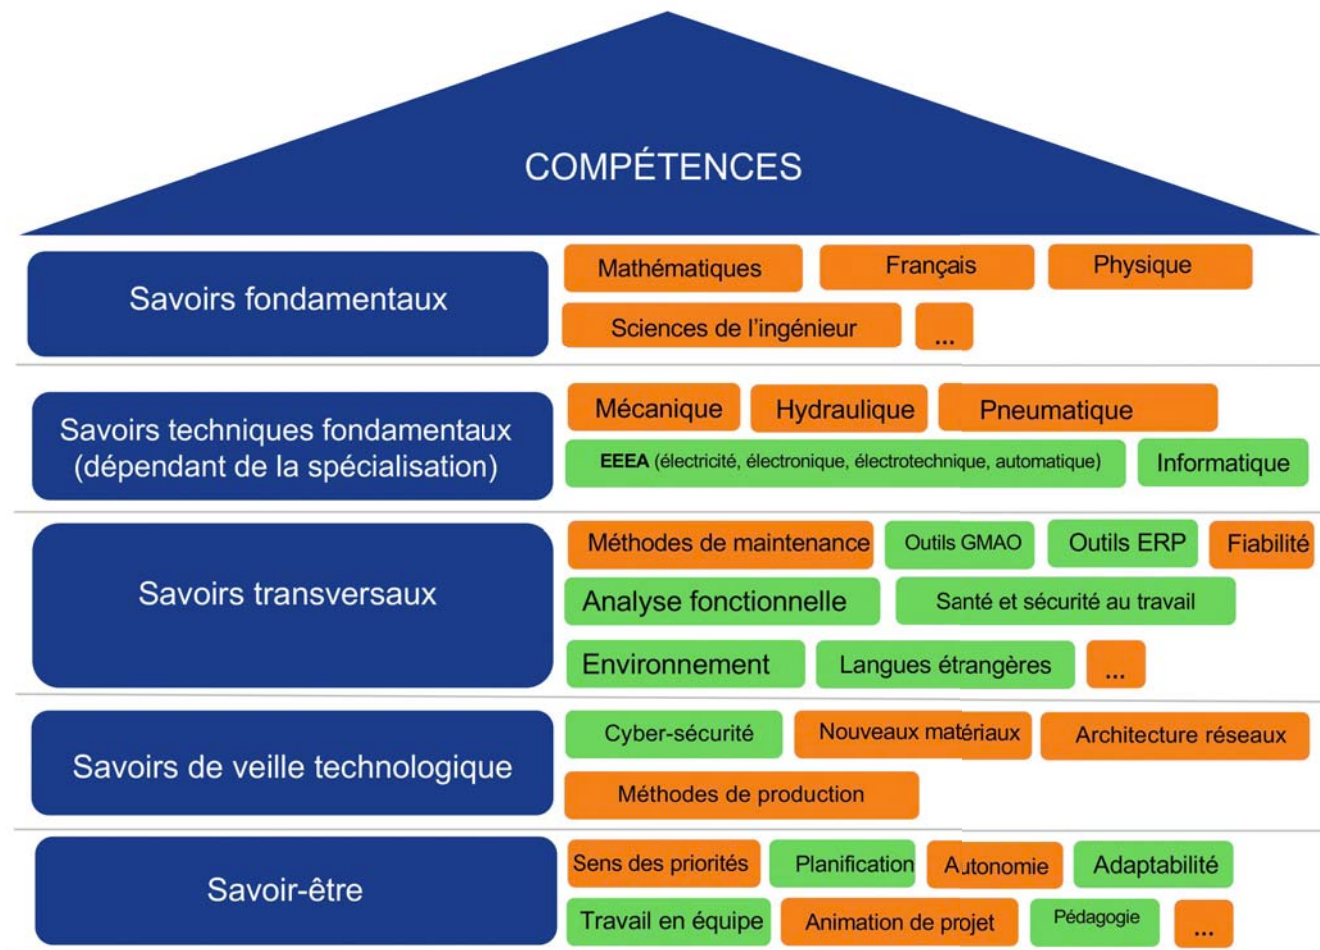 COMPÉTENCES
Savoirs fondamentaux
Mathématiques
Français
Physique
Sciences de l'ingénieur
...
Savoirs techniques fondamentaux
(dépendant de la spécialisation)
Mécanique
Hydraulique
Pneumatique
EEEA (électricité, électronique, électrotechnique, automatique)
Informatique
Savoirs transversaux
Méthodes de maintenance
Outils GMAO
Outils ERP
Fiabilité
Analyse fonctionnelle
Santé et sécurité au travail
Environnement
Langues étrangères
...
Savoirs de veille technologique
Cyber-sécurité
Nouveaux matériaux
Architecture réseaux
Méthodes de production
Savoir-être
Sens des priorités
Planification
Autonomie
Adaptabilité
Travail en équipe
Animation de projet
Pédagogie
...